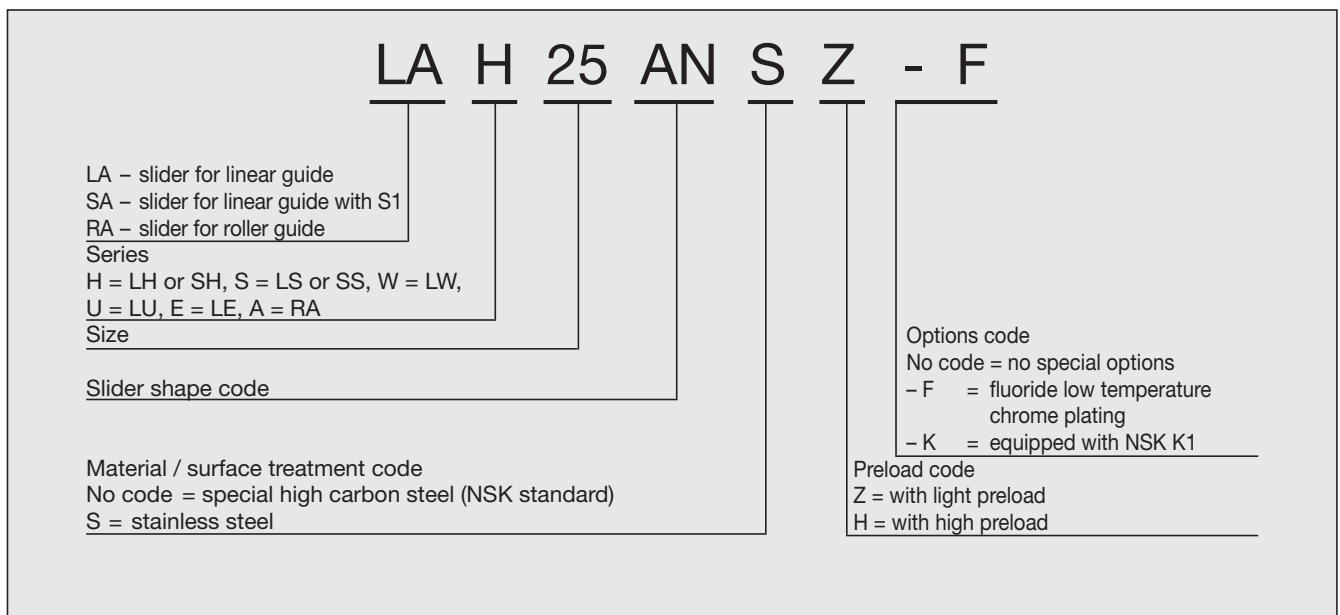 LA H 25 AN S Z - F
LA – slider for linear guide
SA – slider for linear guide with S1
RA – slider for roller guide
Series
H = LH or SH, S = LS or SS, W = LW,
U = LU, E = LE, A = RA
Size
Slider shape code
Material / surface treatment code
No code = special high carbon steel (NSK standard)
S = stainless steel
Options code
No code = no special options
– F = fluoride low temperature
chrome plating
– K = equipped with NSK K1
Preload code
Z = with light preload
H = with high preload